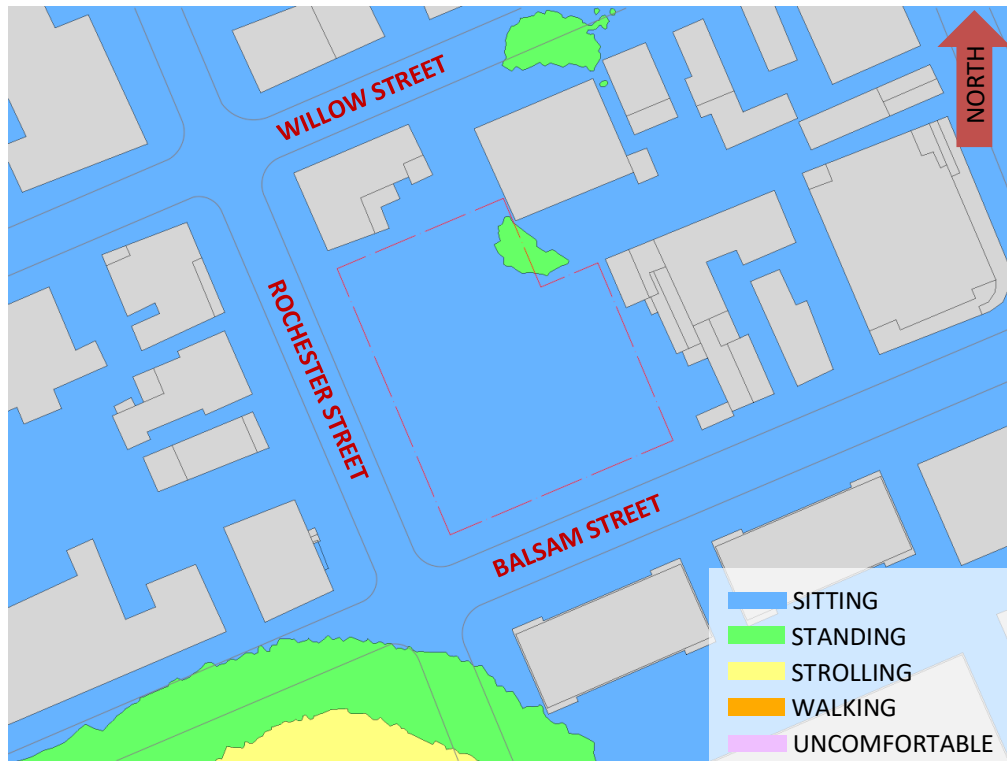 WILLOW STREET
NORTH
ROCHESTER STREET
BALSAM STREET
SITTING
STANDING
STROLLING
WALKING
UNCOMFORTABLE